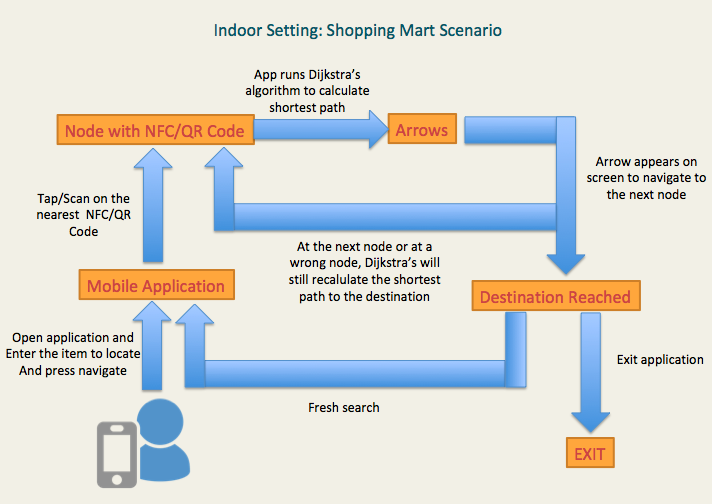 Indoor Setting: Shopping Mart Scenario
App runs Dijkstra's
algorithm to calculate
shortest path
Node with NFC/QR Code
Arrows
Arrow appears on
screen to navigate to
the next node
Tap/Scan on the
nearest NFC/QR
Code
At the next node or at a
wrong node, Dijkstra's will
still recalulate the shortest
path to the destination
Mobile Application
Destination Reached
Open application and
Enter the item to locate
And press navigate
Exit application
Fresh search
EXIT